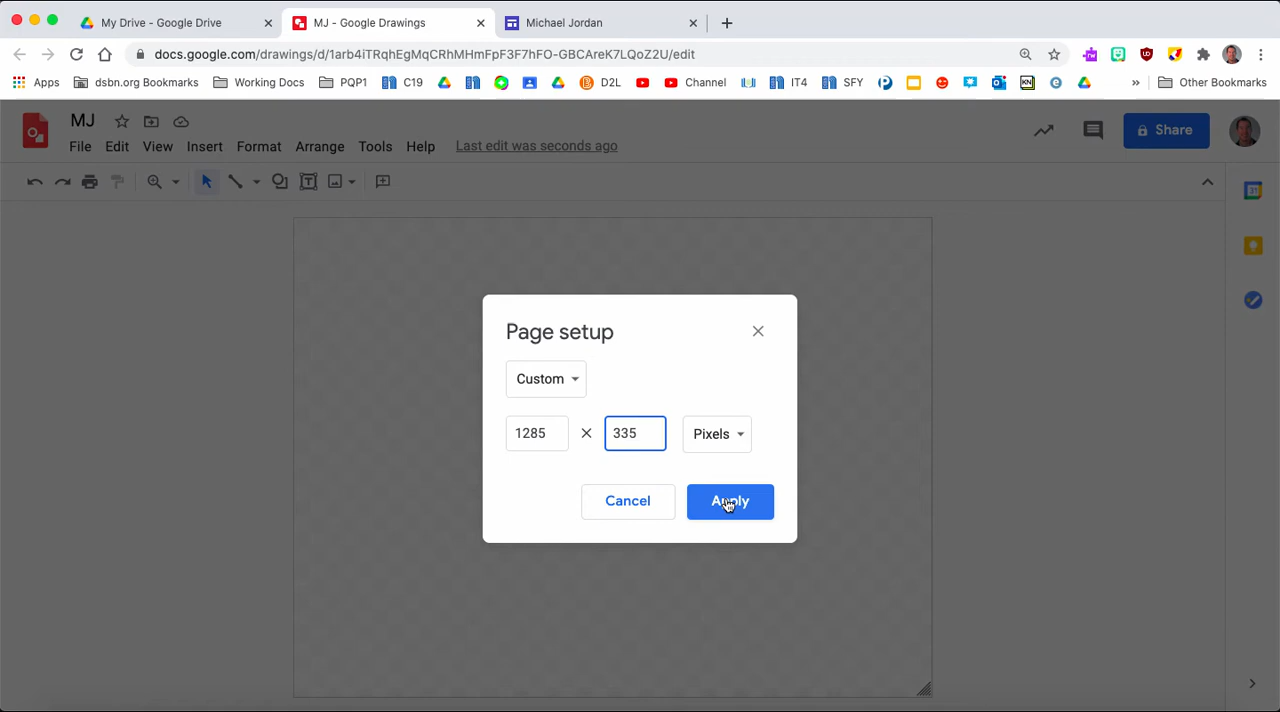 My Drive - Google Drive
MJ - Google Drawings
Michael Jordan
docs.google.com/drawings/d/1arb4iTRqhEgMqCRhMHmFpF3F7hFO-GBCAreK7LQoZ2U/edit
Apps dsbn.org Bookmarks Working Docs PQP1 C19 D2L Channel IT4 SFY » Other Bookmarks
MJ
Share
File Edit View Insert Format Arrange Tools Help Last edit was seconds ago
Page setup
Custom
1285 × 335 Pixels
Cancel Apply